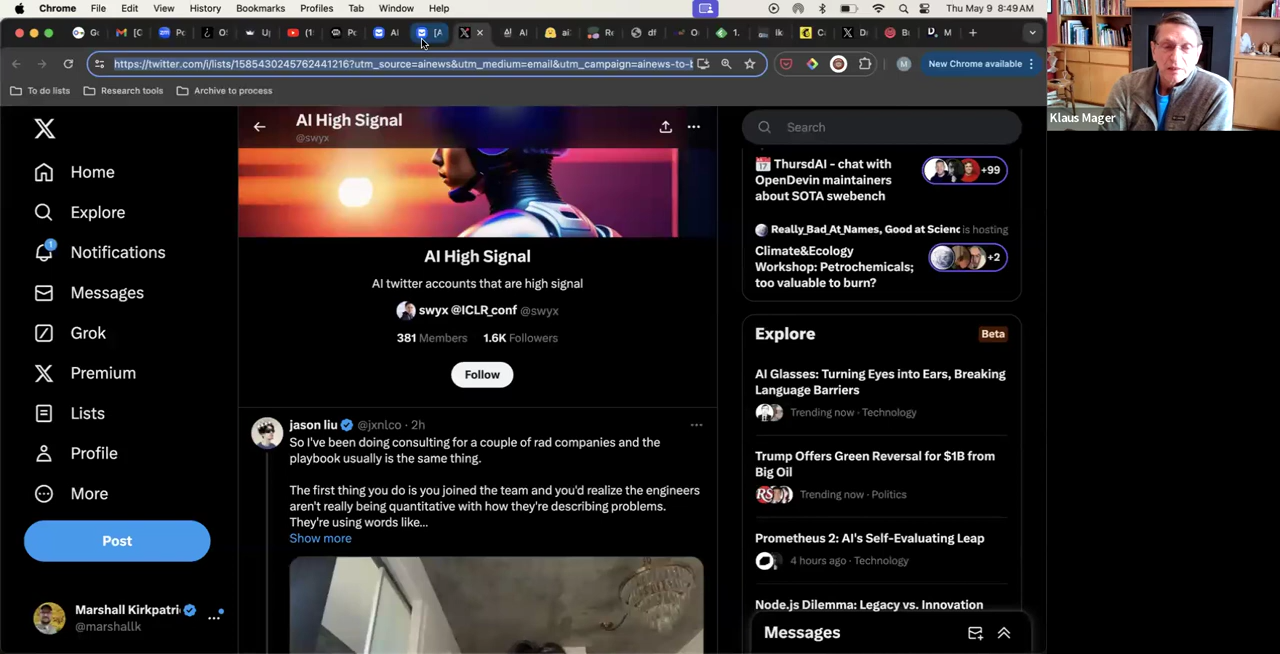 Chrome File Edit View History Bookmarks Profiles Tab Window Help
Thu May 9 8:49 AM
https://twitter.com/i/lists/1585430245762441216?utm_source=ainews&utm_medium=email&utm_campaign=ainews-to-b
New Chrome available
To do lists
Research tools
Archive to process
Klaus Mager
AI High Signal
@swyx
Home
Explore
Notifications
1
Messages
Grok
Premium
Lists
Profile
More
Post
Marshall Kirkpatri
@marshallk
AI High Signal
AI twitter accounts that are high signal
swyx @ICLR_conf @swyx
381 Members 1.6K Followers
Follow
jason liu @jxnlco · 2h
So I've been doing consulting for a couple of rad companies and the
playbook usually is the same thing.
The first thing you do is you joined the team and you'd realize the engineers
aren't really being quantitative with how they're describing problems.
They're using words like...
Show more
Search
ThursdAI - chat with
OpenDevin maintainers
about SOTA swebench
+99
Really_Bad_At_Names, Good at Scienc is hosting
Climate&Ecology
Workshop: Petrochemicals;
too valuable to burn?
+2
Explore
Beta
AI Glasses: Turning Eyes into Ears, Breaking
Language Barriers
Trending now · Technology
Trump Offers Green Reversal for $1B from
Big Oil
Trending now · Politics
Prometheus 2: AI's Self-Evaluating Leap
4 hours ago · Technology
Node.js Dilemma: Legacy vs. Innovation
Messages